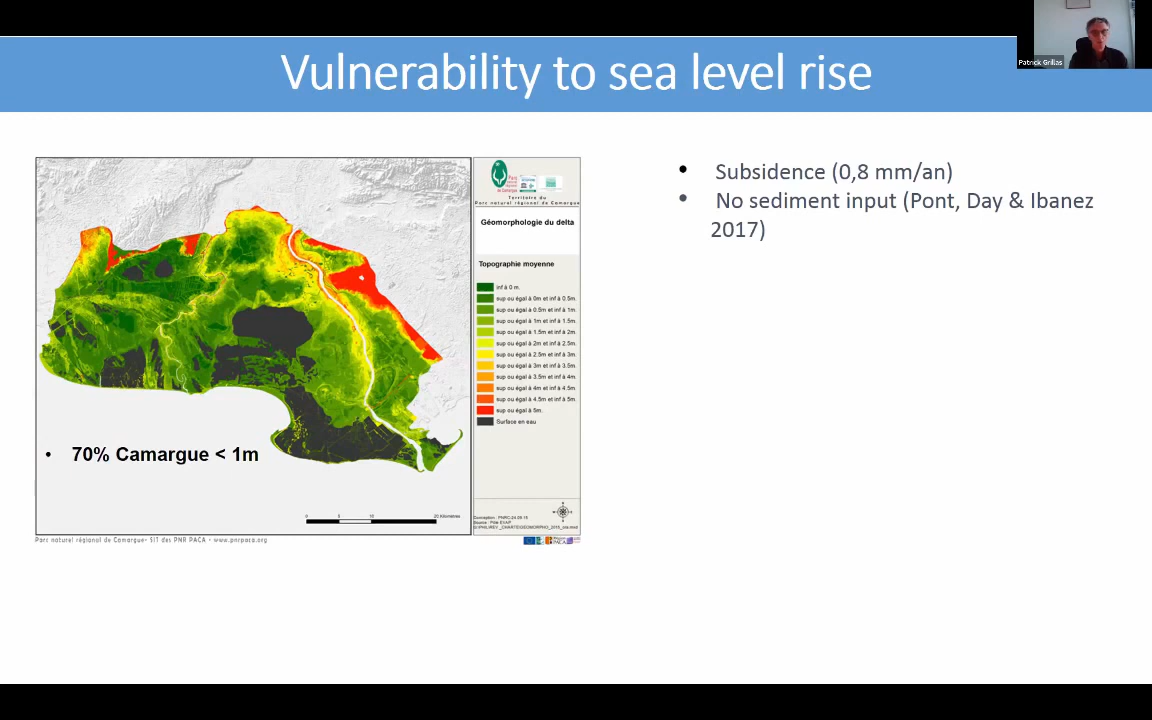 Patrick Grillas
Vulnerability to sea level rise
Territoire du
Parc naturel régional de Camargue
Géomorphologie du delta
Topographie moyenne
inf à 0 m.
sup ou égal à 0m et inf à 0.5m.
sup ou égal à 0.5m et inf à 1m.
sup ou égal à 1m et inf à 1.5m.
sup ou égal à 1.5m et inf à 2m.
sup ou égal à 2m et inf à 2.5m.
sup ou égal à 2.5m et inf à 3m.
sup ou égal à 3m et inf à 3.5m.
sup ou égal à 3.5m et inf à 4m.
sup ou égal à 4m et inf à 4.5m.
sup ou égal à 4.5m et inf à 5m.
sup ou égal à 5m.
Surface en eau
• 70% Camargue < 1m
0 5 10 20 Kilomètres
Parc naturel régional de Camargue- SIT des PNR PACA - www.pnrpaca.org
• Subsidence (0,8 mm/an)
• No sediment input (Pont, Day & Ibanez
2017)